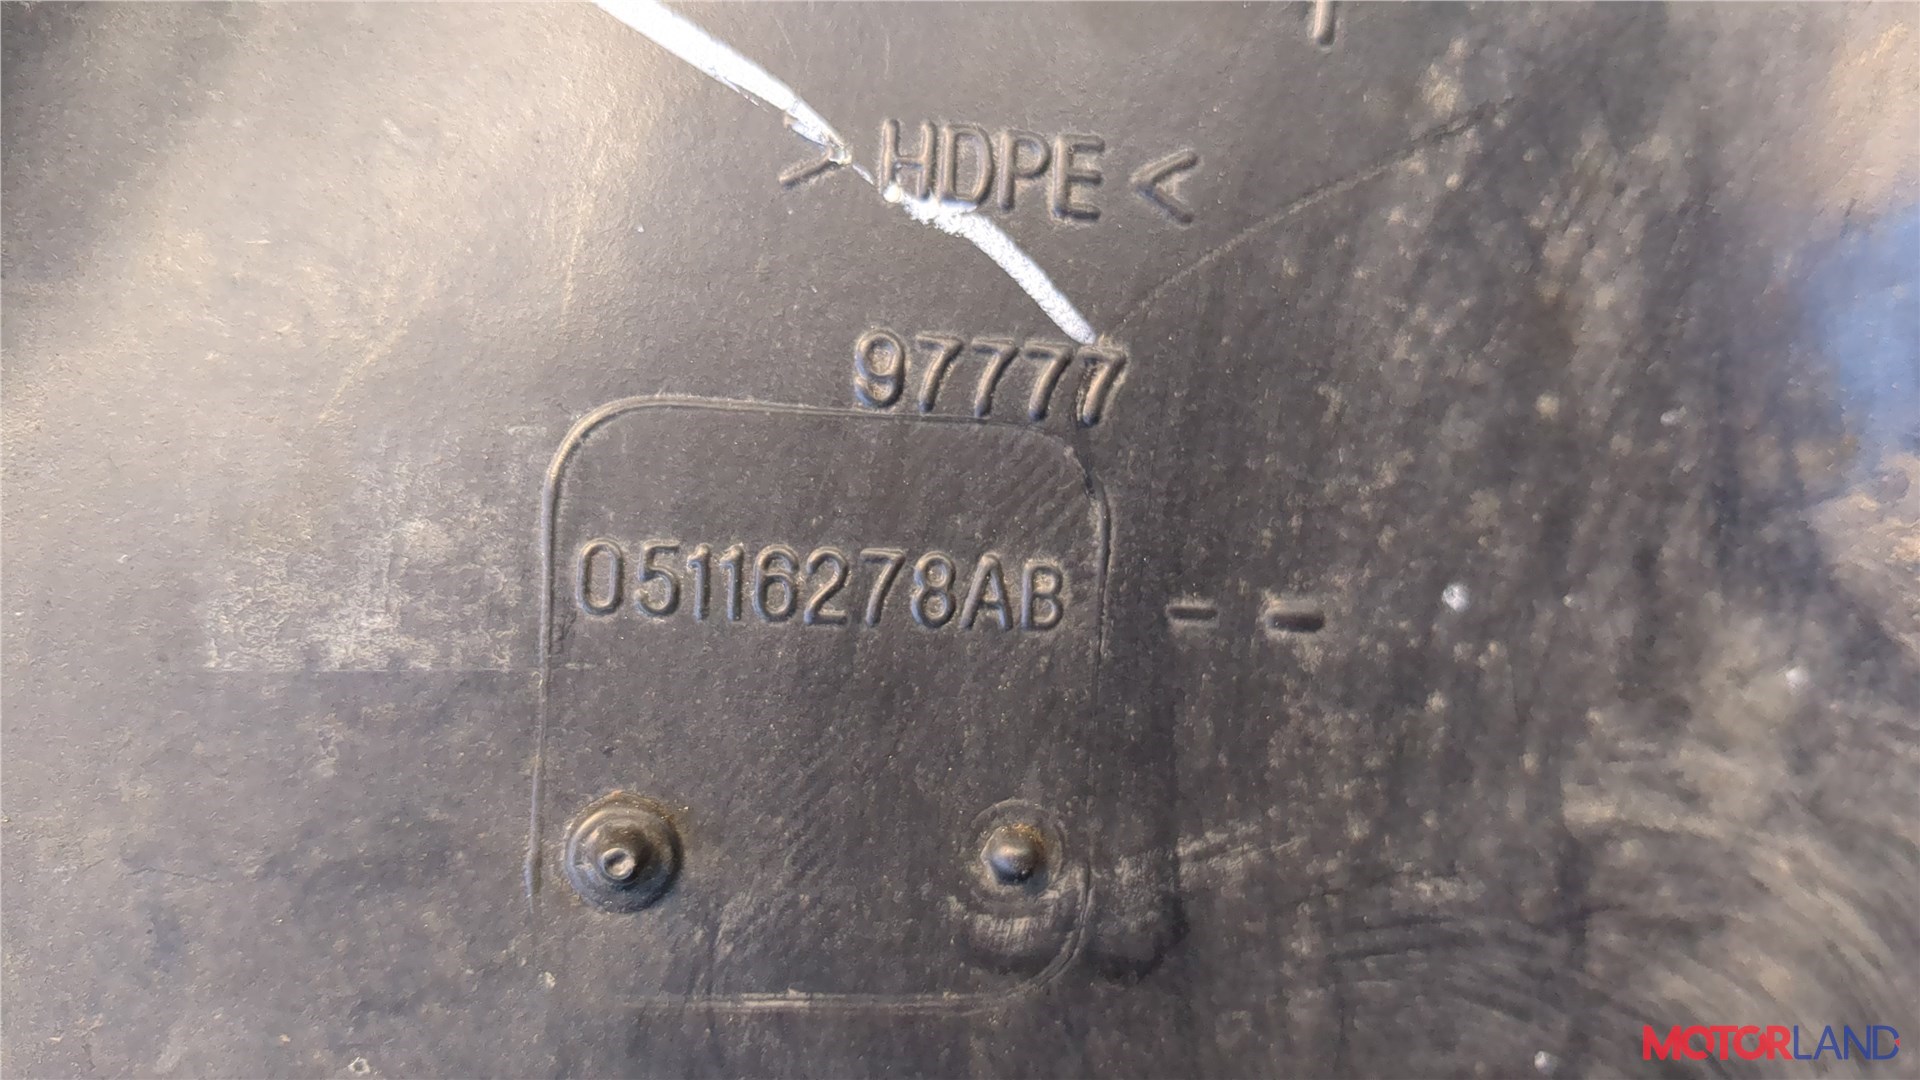 > HDPE <
97777
05116278AB - -
MOTORLAND